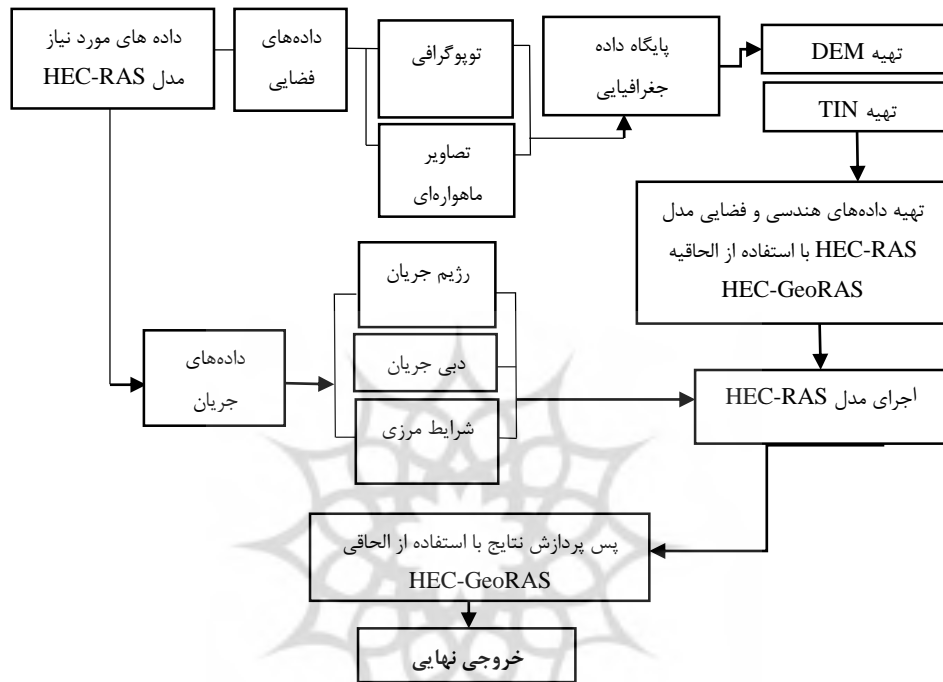 داده های مورد نیاز
مدل HEC-RAS
داده‌های
فضایی
توپوگرافی
تصاویر
ماهواره‌ای
پایگاه داده
جغرافیایی
تهیه DEM
تهیه TIN
تهیه داده‌های هندسی و فضایی مدل
HEC-RAS با استفاده از الحاقیه
HEC-GeoRAS
داده‌های
جریان
رژیم جریان
دبی جریان
شرایط مرزی
اجرای مدل HEC-RAS
پس پردازش نتایج با استفاده از الحاقی
HEC-GeoRAS
خروجی نهایی